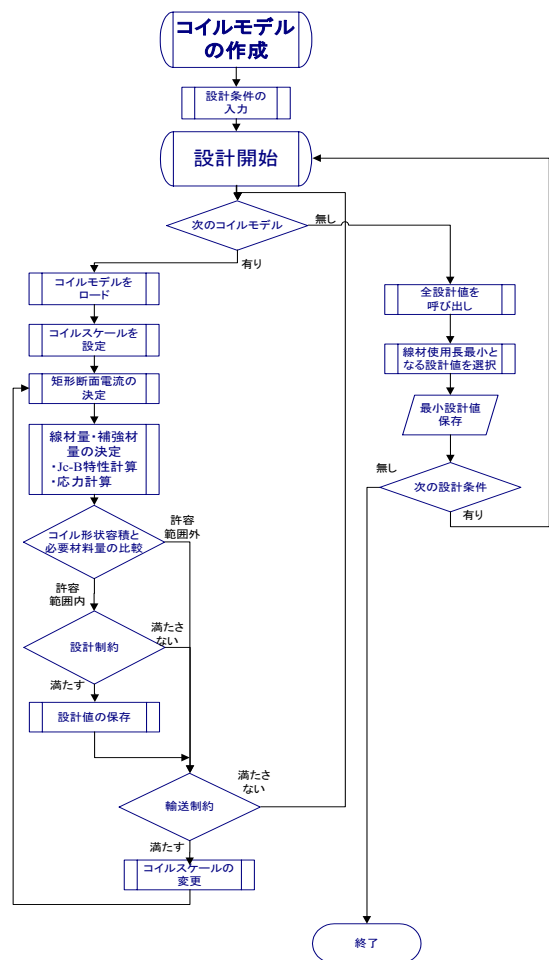 コイルモデル
の作成
設計条件の
入力
設計開始
次のコイルモデル
無し
有り
コイルモデルを
ロード
コイルスケールを
設定
矩形断面電流の
決定
線材量・補強材
量の決定
・Jc-B特性計算
・応力計算
コイル形状容積と
必要材料量の比較
許容
範囲外
許容
範囲内
設計制約
満たさ
ない
満たす
設計値の保存
輸送制約
満たさ
ない
満たす
コイルスケールの
変更
全設計値を
呼び出し
線材使用長最小と
なる設計値を選択
最小設計値
保存
次の設計条件
無し
有り
終了